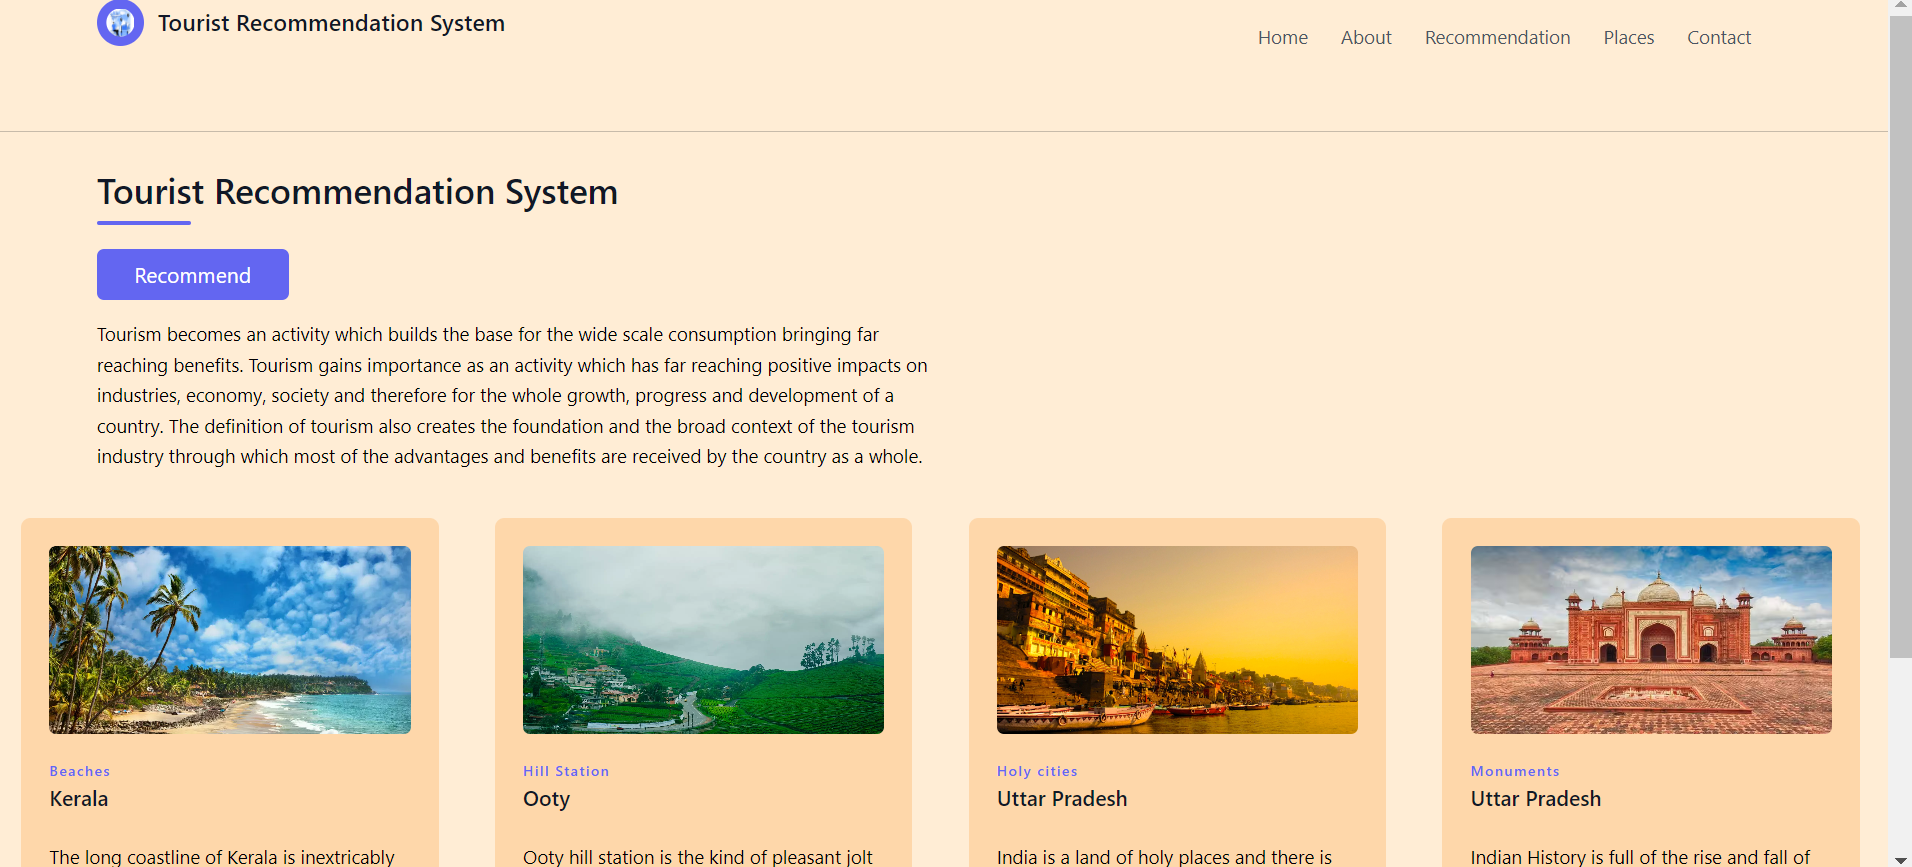 Tourist Recommendation System
Home About Recommendation Places Contact
Tourist Recommendation System
Recommend
Tourism becomes an activity which builds the base for the wide scale consumption bringing far
reaching benefits. Tourism gains importance as an activity which has far reaching positive impacts on
industries, economy, society and therefore for the whole growth, progress and development of a
country. The definition of tourism also creates the foundation and the broad context of the tourism
industry through which most of the advantages and benefits are received by the country as a whole.
Beaches
Kerala
The long coastline of Kerala is inextricably
Hill Station
Ooty
Ooty hill station is the kind of pleasant jolt
Holy cities
Uttar Pradesh
India is a land of holy places and there is
Monuments
Uttar Pradesh
Indian History is full of the rise and fall of